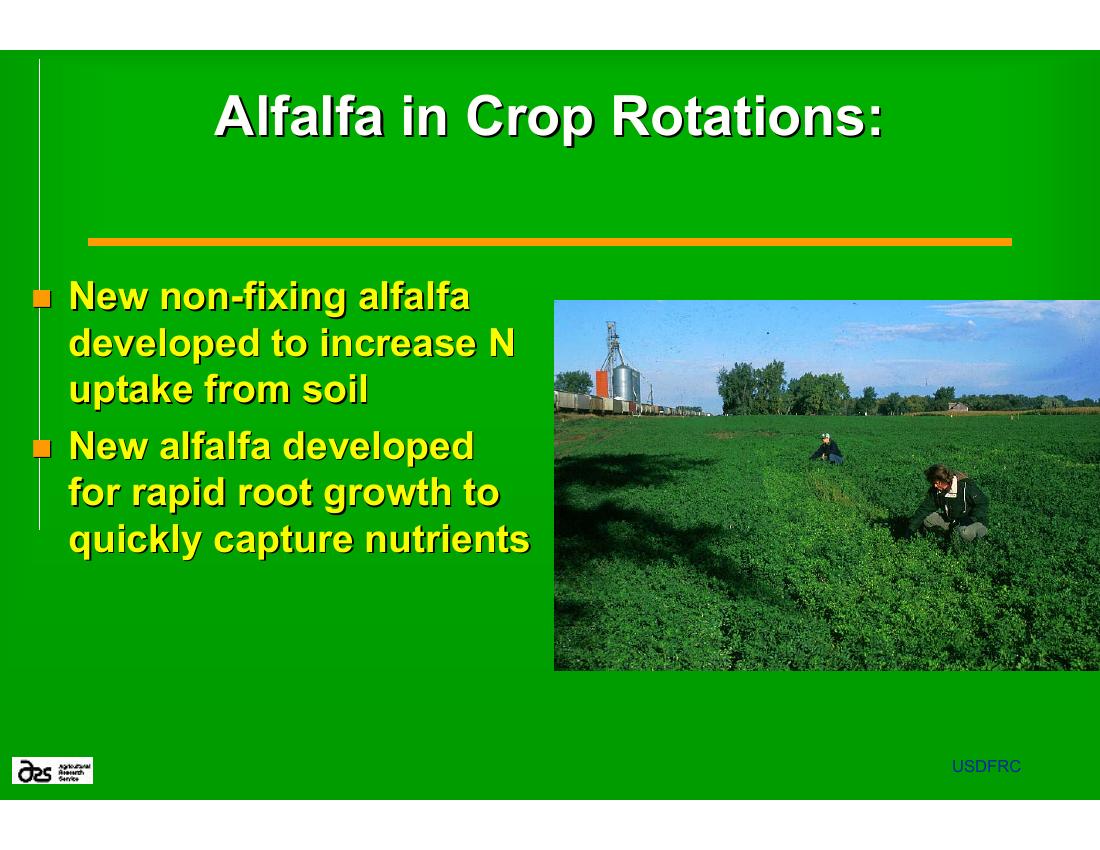 Alfalfa in Crop Rotations:
New non-fixing alfalfa
developed to increase N
uptake from soil
New alfalfa developed
for rapid root growth to
quickly capture nutrients
ars
Agricultural
Research
Service
USDFRC